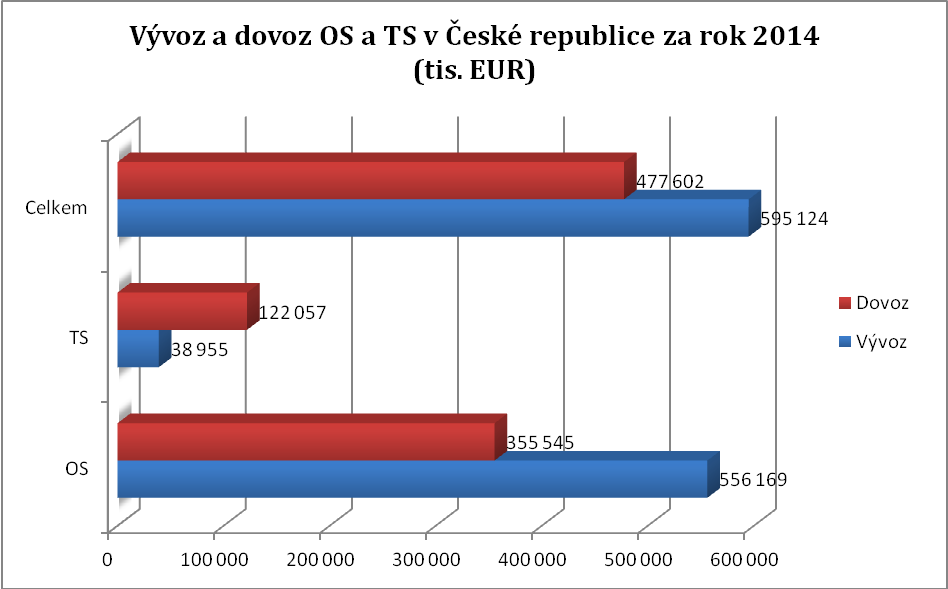 Vývoz a dovoz OS a TS v České republice za rok 2014
(tis. EUR)
Celkem
477 602
595 124
TS
122 057
38 955
OS
355 545
556 169
Dovoz
Vývoz
0 100 000 200 000 300 000 400 000 500 000 600 000